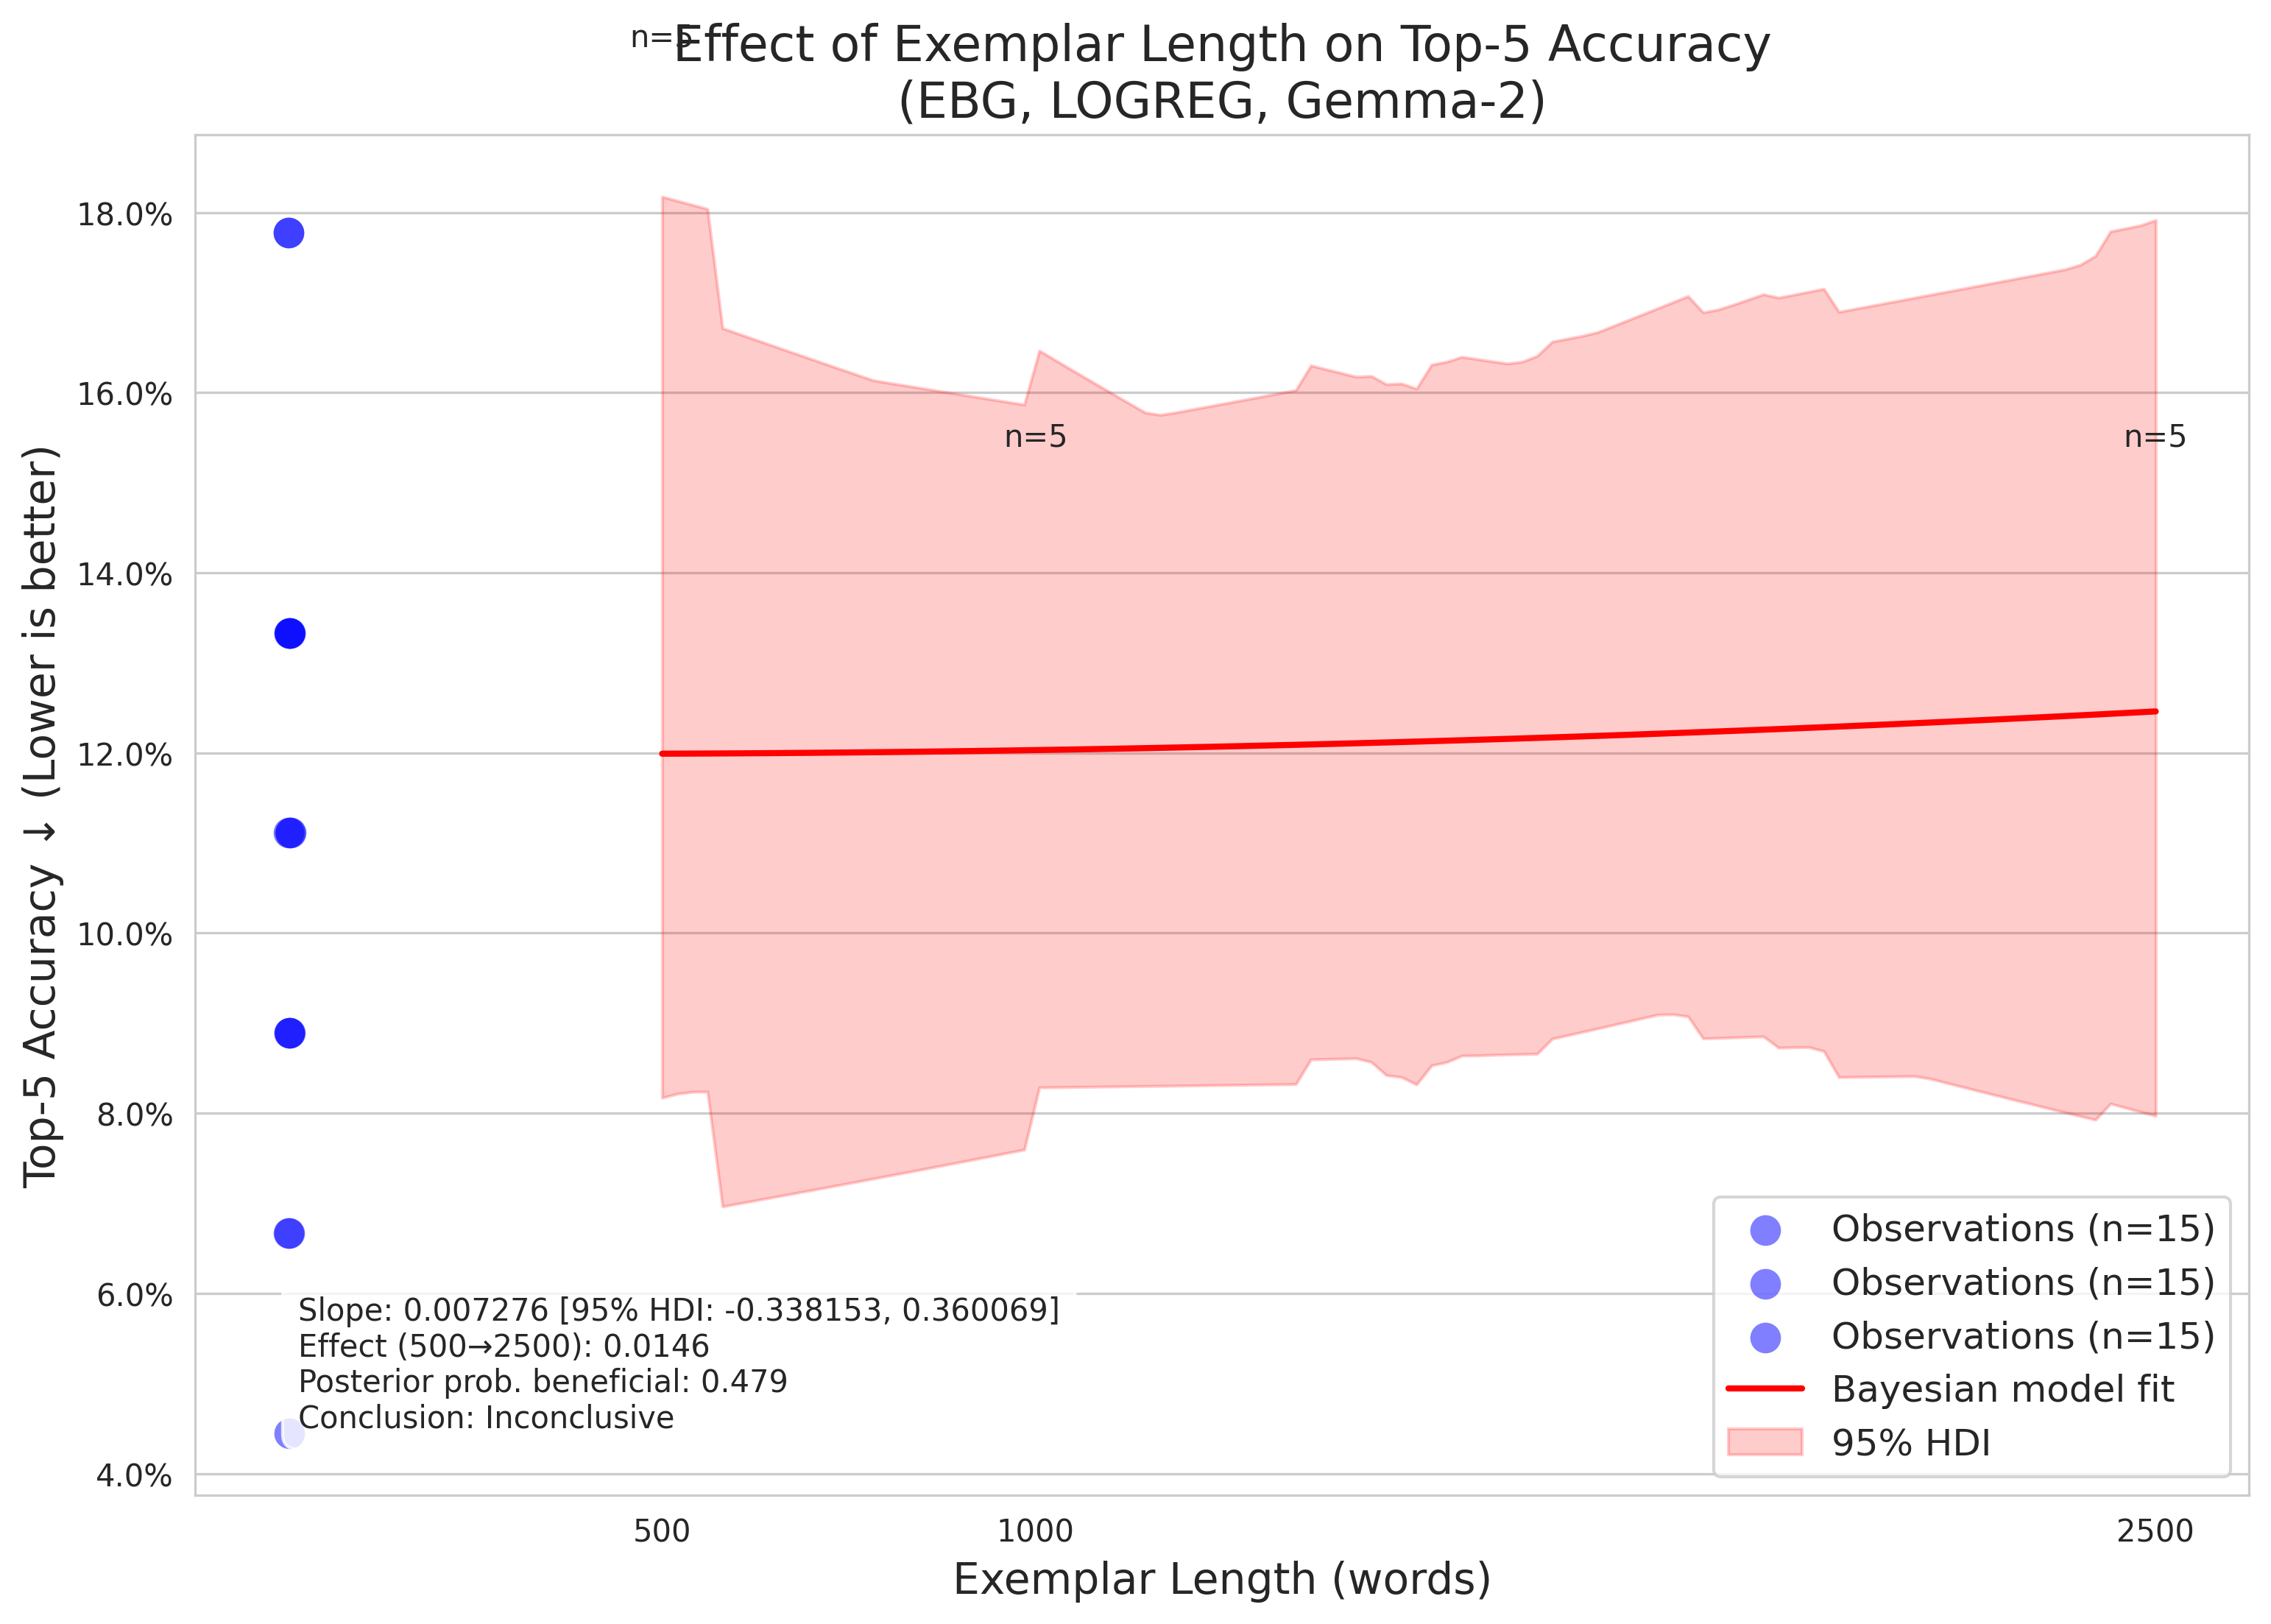 n=5
Effect of Exemplar Length on Top-5 Accuracy
(EBG, LOGREG, Gemma-2)
Top-5 Accuracy ↓ (Lower is better)
18.0%
16.0%
14.0%
12.0%
10.0%
8.0%
6.0%
4.0%
n=5
n=5
Slope: 0.007276 [95% HDI: -0.338153, 0.360069]
Effect (500→2500): 0.0146
Posterior prob. beneficial: 0.479
Conclusion: Inconclusive
Observations (n=15)
Observations (n=15)
Observations (n=15)
Bayesian model fit
95% HDI
500
1000
2500
Exemplar Length (words)